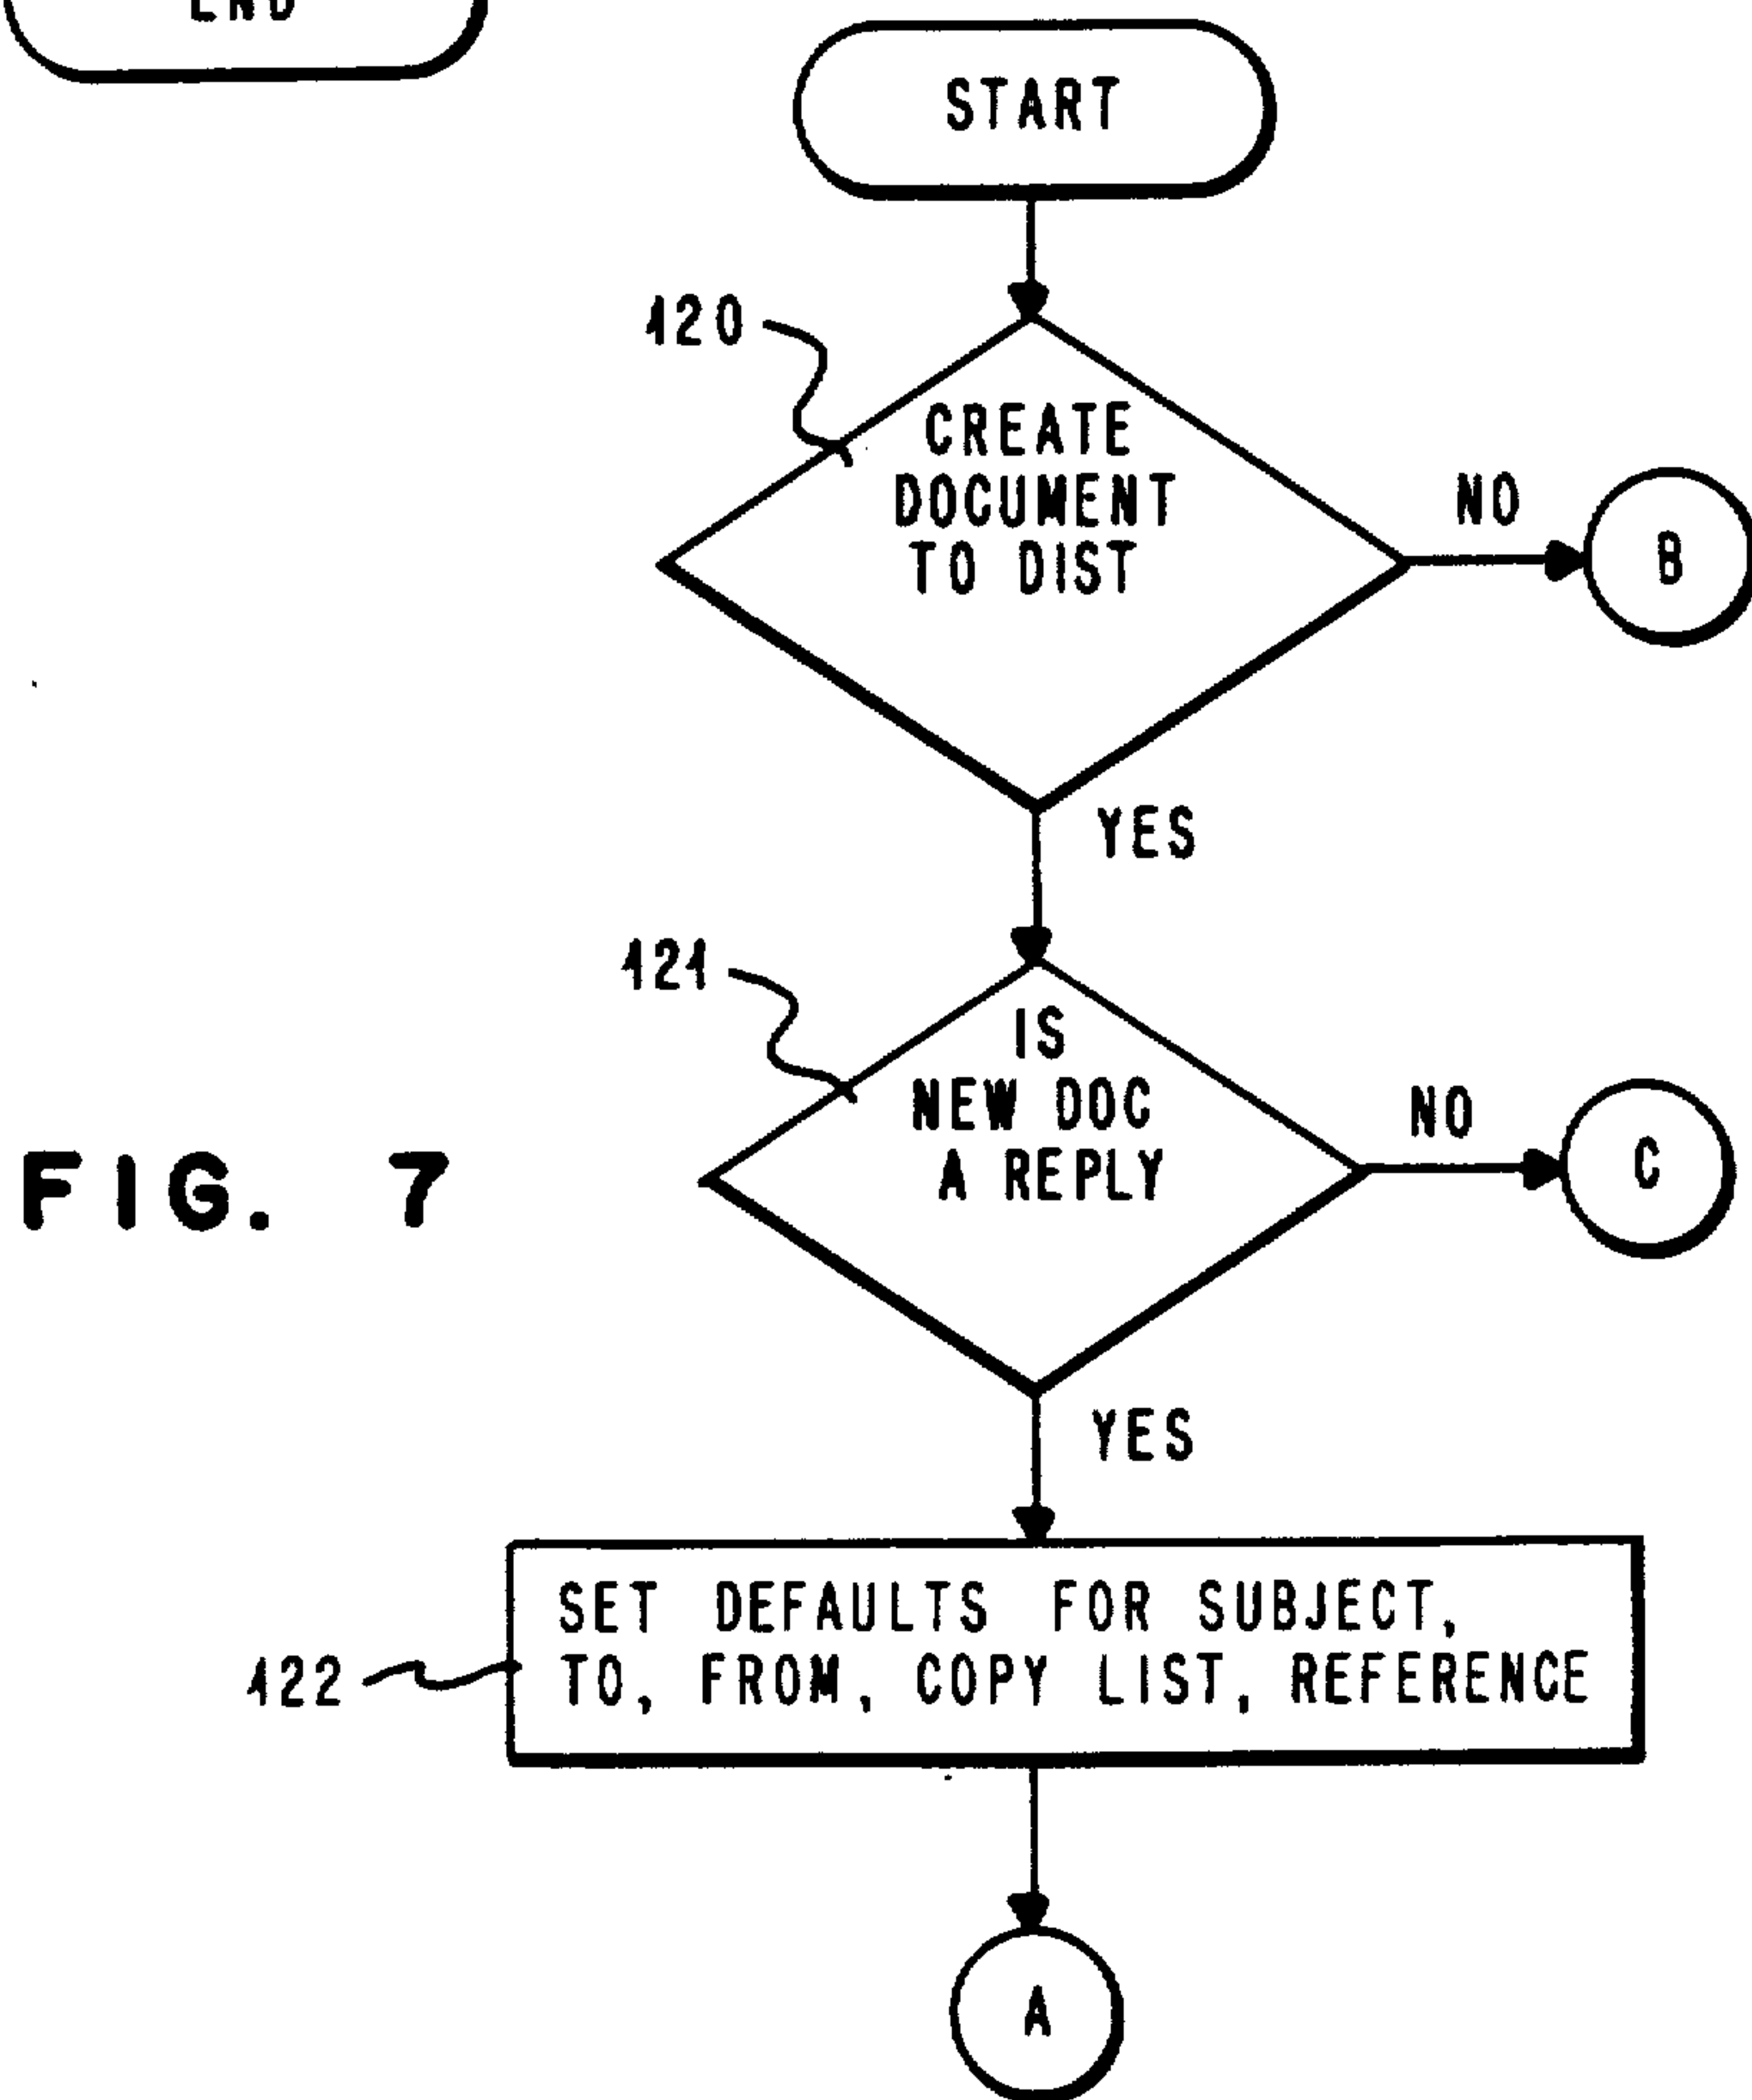 END
START
120
CREATE
DOCUMENT
TO DIST
NO
B
YES
121
IS
NEW DOC
A REPLY
NO
C
FIG. 7
YES
SET DEFAULTS FOR SUBJECT,
122
TO, FROM, COPY LIST, REFERENCE
A